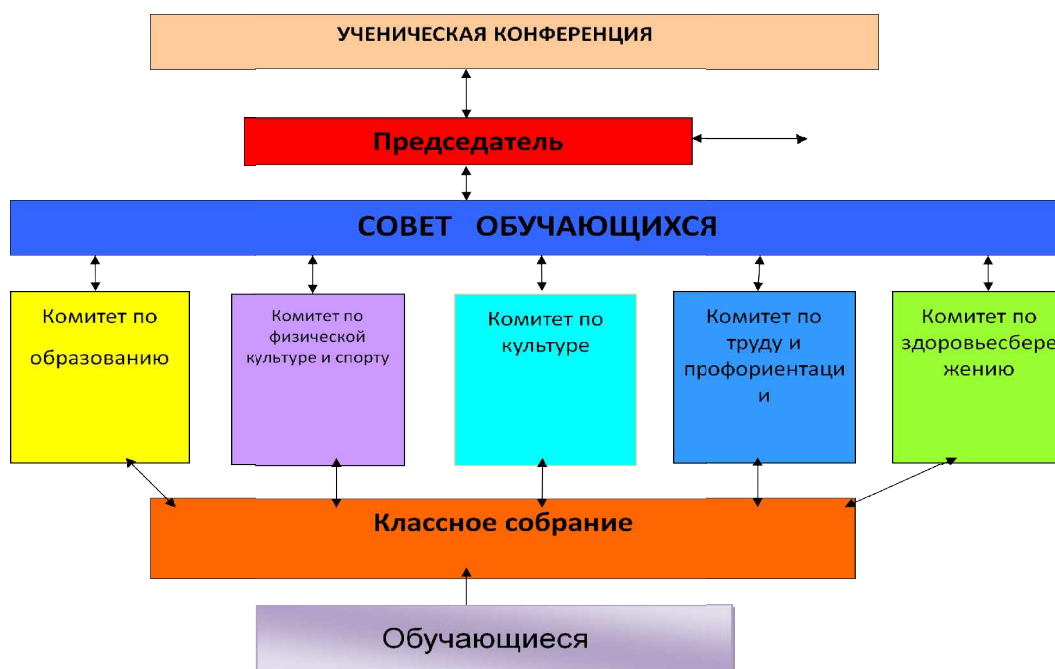 УЧЕНИЧЕСКАЯ КОНФЕРЕНЦИЯ
Председатель
СОВЕТ ОБУЧАЮЩИХСЯ
Комитет по
образованию
Комитет по
физической
культуре и спорту
Комитет по
культуре
Комитет по
труду и
профориентаци
и
Комитет по
здоровьесбере
жению
Классное собрание
Обучающиеся